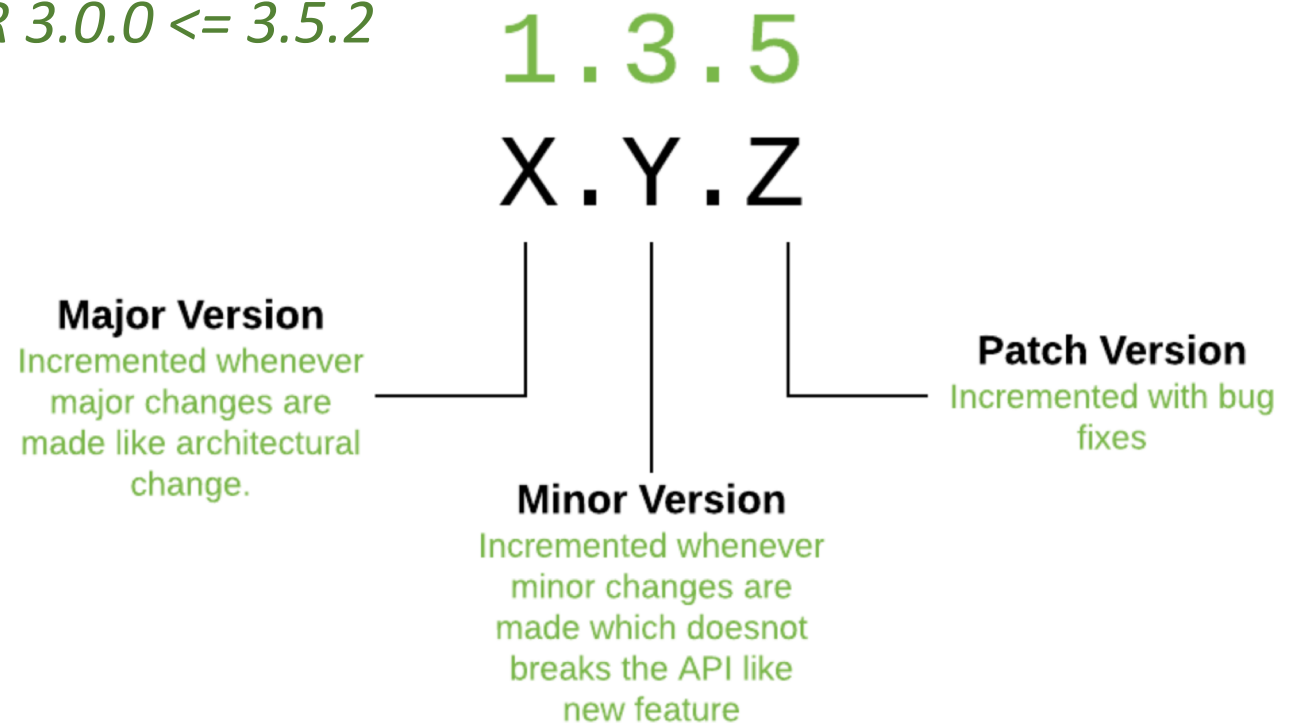 R 3.0.0 <= 3.5.2
1.3.5
X.Y.Z
Major Version
Incremented whenever
major changes are
made like architectural
change.
Minor Version
Incremented whenever
minor changes are
made which doesnot
breaks the API like
new feature
Patch Version
Incremented with bug
fixes